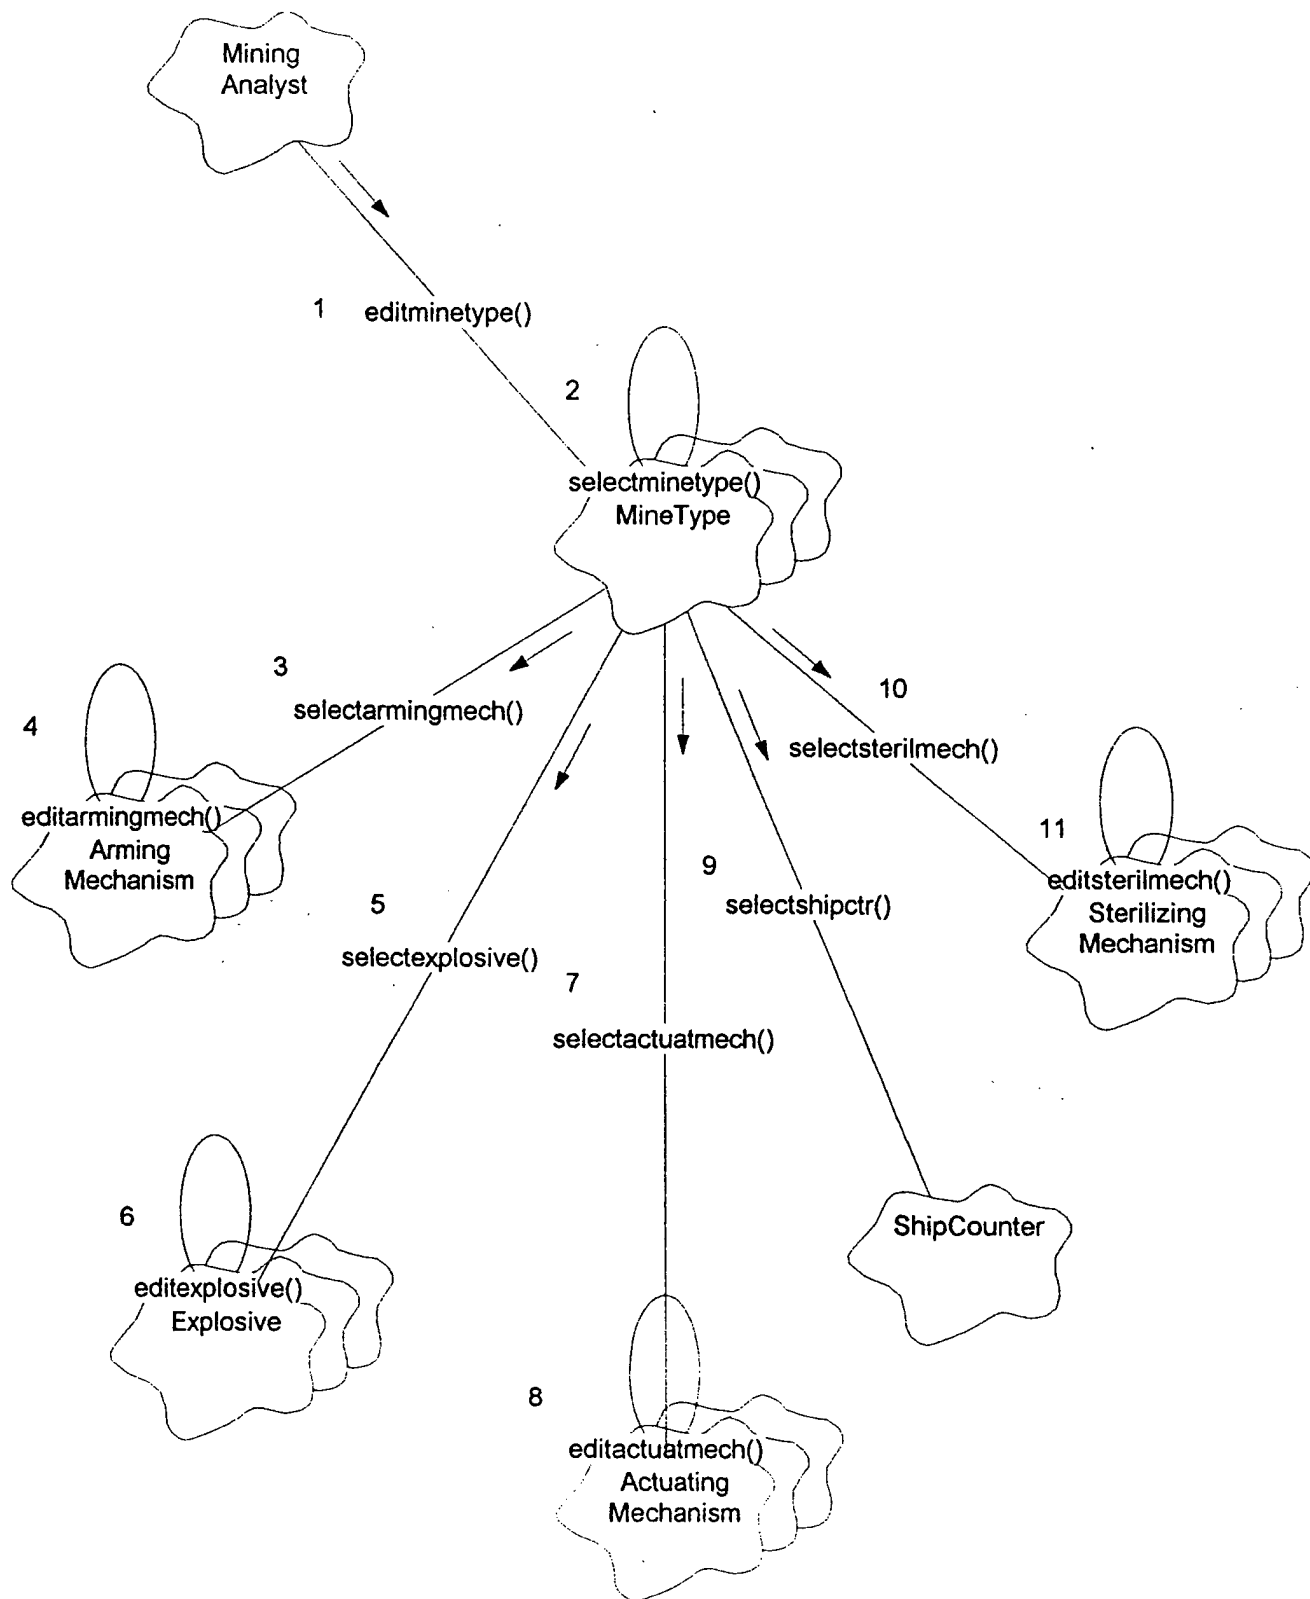 Mining
Analyst
1 editminetype()
2
selectminetype()
MineType
3
selectarmingmech()
4
editarmingmech()
Arming
Mechanism
10
selectsterilmech()
11
editsterilmech()
Sterilizing
Mechanism
9
selectshipctr()
5
selectexplosive()
7
selectactuatmech()
6
editexplosive()
Explosive
ShipCounter
8
editactuatmech()
Actuating
Mechanism